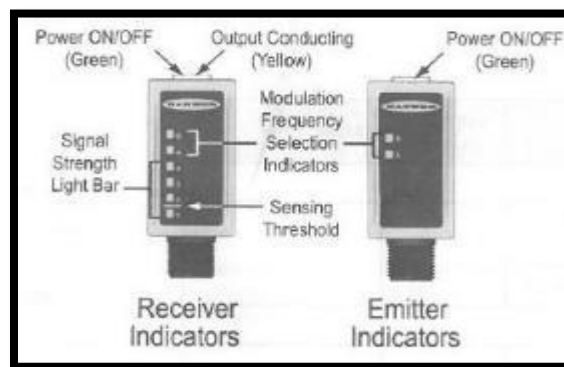 Power ON/OFF
(Green)
Output Conducting
(Yellow)
Power ON/OFF
(Green)
Modulation
Frequency
Selection
Indicators
Signal
Strength
Light Bar
Sensing
Threshold
Receiver
Indicators
Emitter
Indicators